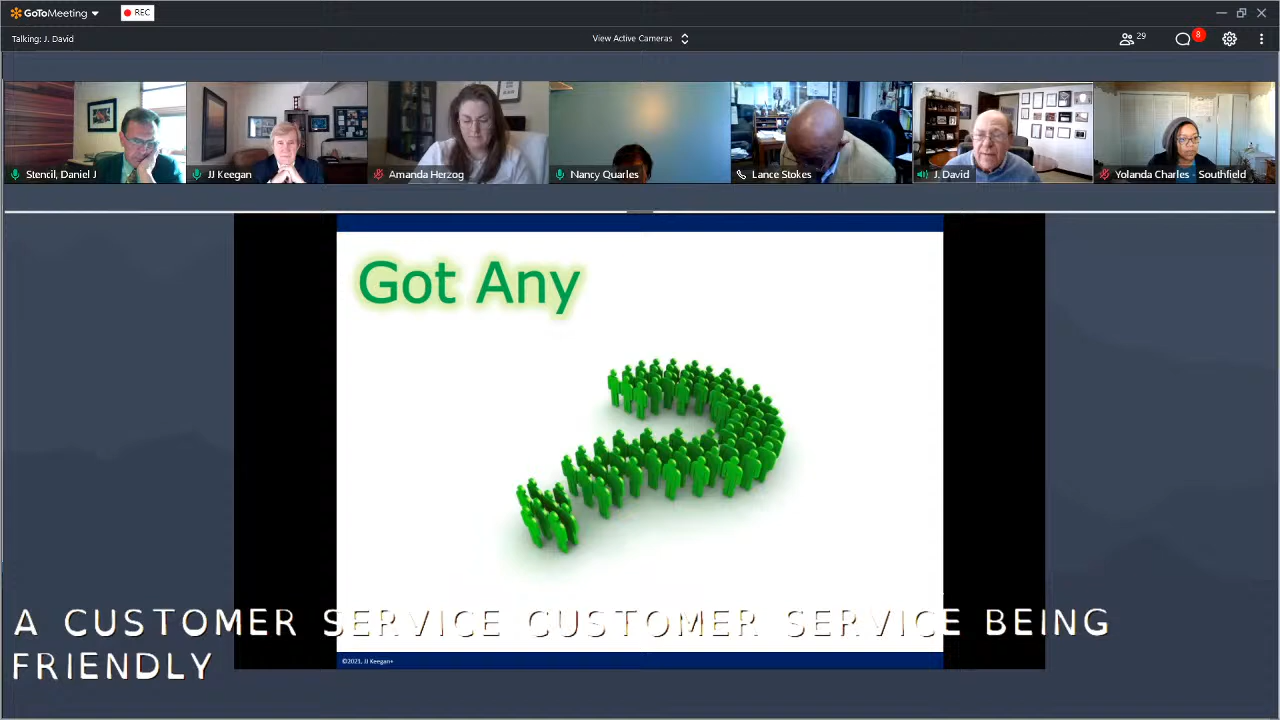 GoToMeeting
REC
Talking: J. David
View Active Cameras
29
8
Stencil, Daniel J
JJ Keegan
Amanda Herzog
Nancy Quarles
Lance Stokes
J. David
Yolanda Charles - Southfield
Got Any
A CUSTOMER SERVICE CUSTOMER SERVICE BEING
FRIENDLY
©2021, JJ Keegan+